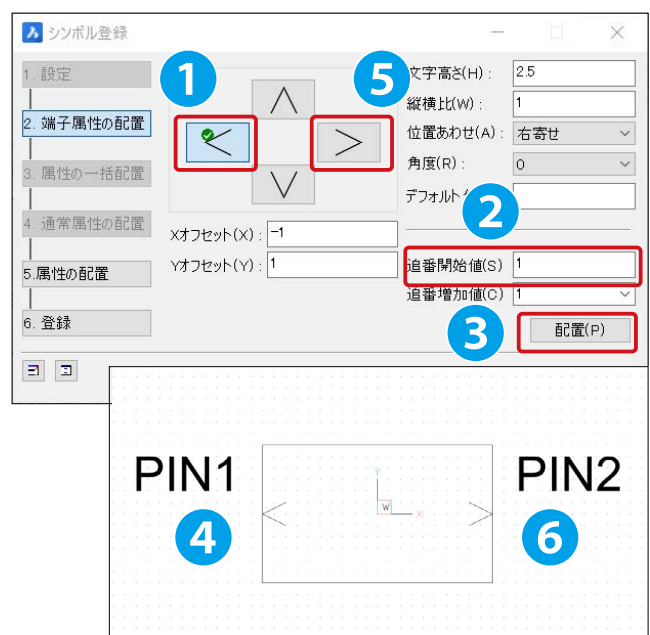 シンボル登録
1. 設定
2. 端子属性の配置
3. 属性の一括配置
4. 通常属性の配置
5.属性の配置
6. 登録
1
5
Xオフセット(X) : -1
Yオフセット(Y) : 1
文字高さ(H) : 2.5
縦横比(W) : 1
位置あわせ(A) : 右寄せ
角度(R) : 0
デフォルト
2
追番開始値(S) 1
追番増加値(C) 1
3
配置(P)
PIN1
PIN2
Y
W
X
4
6